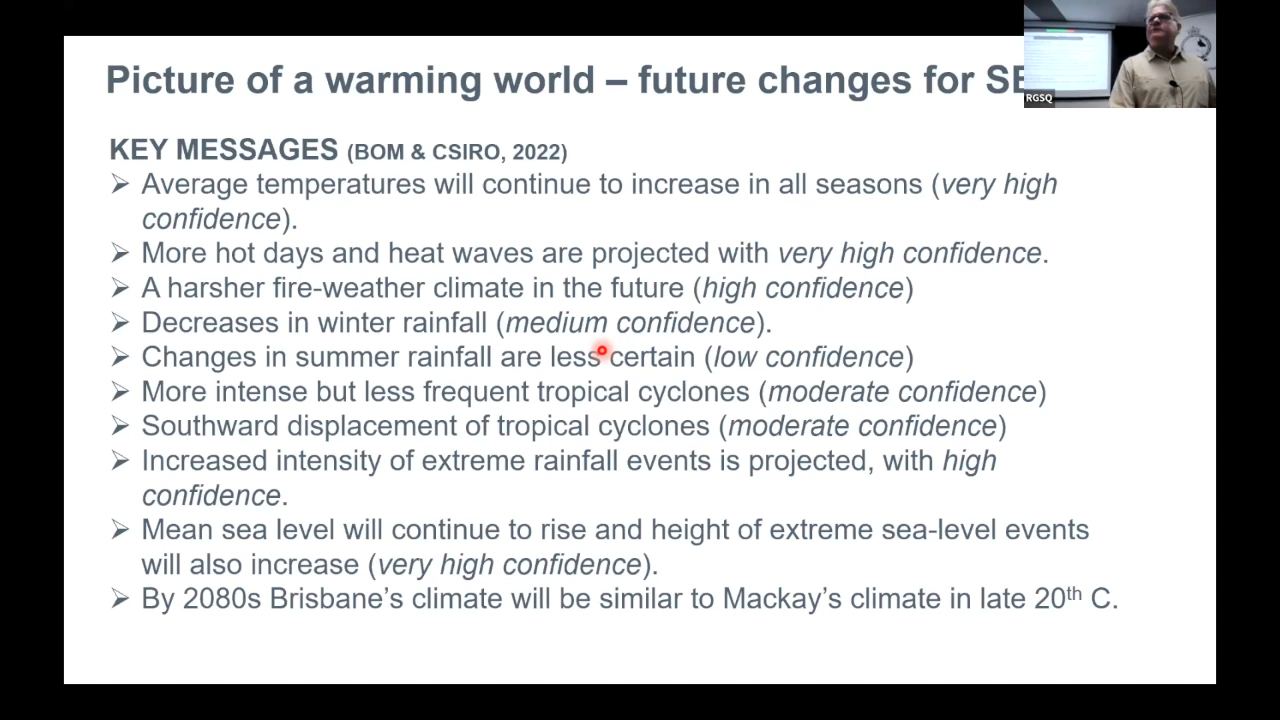 Picture of a warming world – future changes for SE
RGSQ
KEY MESSAGES (BOM & CSIRO, 2022)
➢ Average temperatures will continue to increase in all seasons (very high
confidence).
➢ More hot days and heat waves are projected with very high confidence.
➢ A harsher fire-weather climate in the future (high confidence)
➢ Decreases in winter rainfall (medium confidence).
➢ Changes in summer rainfall are less certain (low confidence)
➢ More intense but less frequent tropical cyclones (moderate confidence)
➢ Southward displacement of tropical cyclones (moderate confidence)
➢ Increased intensity of extreme rainfall events is projected, with high
confidence.
➢ Mean sea level will continue to rise and height of extreme sea-level events
will also increase (very high confidence).
➢ By 2080s Brisbane’s climate will be similar to Mackay’s climate in late 20th C.